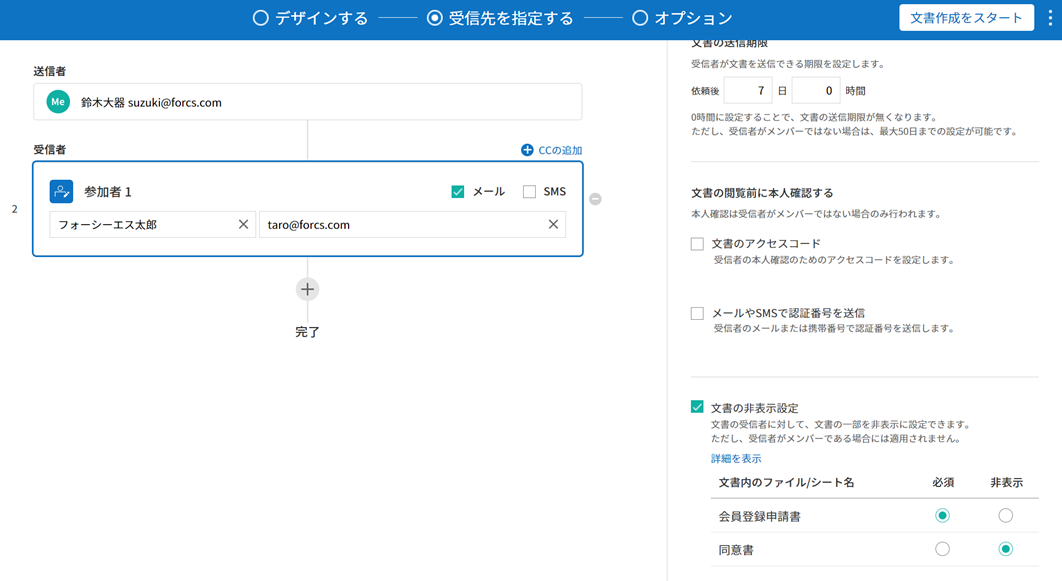 デザインする
受信先を指定する
オプション
文書作成をスタート
送信者
Me
鈴木大器 suzuki@forcs.com
受信者
CCの追加
2
参加者 1
メール
SMS
フォーシーエス太郎
taro@forcs.com
完了
文書の送信期限
受信者が文書を送信できる期限を設定します。
依頼後 7 日 0 時間
0時間に設定することで、文書の送信期限が無くなります。
ただし、受信者がメンバーではない場合は、最大50日までの設定が可能です。
文書の閲覧前に本人確認する
本人確認は受信者がメンバーではない場合のみ行われます。
文書のアクセスコード
受信者の本人確認のためのアクセスコードを設定します。
メールやSMSで認証番号を送信
受信者のメールまたは携帯番号で認証番号を送信します。
文書の非表示設定
文書の受信者に対して、文書の一部を非表示に設定できます。
ただし、受信者がメンバーである場合には適用されません。
詳細を表示
文書内のファイル/シート名 必須 非表示
会員登録申請書
同意書